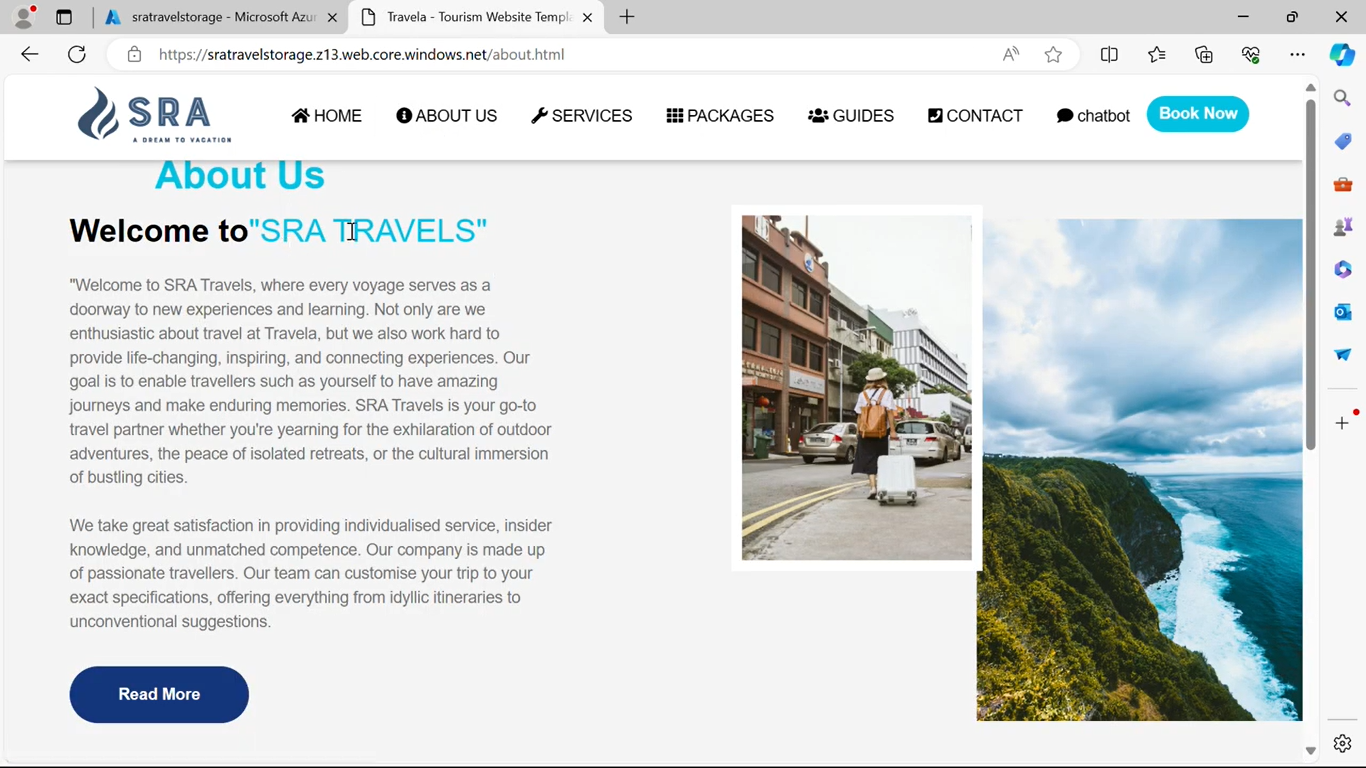 sratravelstorage - Microsoft Azu
Travela - Tourism Website Templa
https://sratravelstorage.z13.web.core.windows.net/about.html
SRA
A DREAM TO VACATION
HOME
ABOUT US
SERVICES
PACKAGES
GUIDES
CONTACT
chatbot
Book Now
About Us
Welcome to"SRA TRAVELS"
"Welcome to SRA Travels, where every voyage serves as a
doorway to new experiences and learning. Not only are we
enthusiastic about travel at Travela, but we also work hard to
provide life-changing, inspiring, and connecting experiences. Our
goal is to enable travellers such as yourself to have amazing
journeys and make enduring memories. SRA Travels is your go-to
travel partner whether you're yearning for the exhilaration of outdoor
adventures, the peace of isolated retreats, or the cultural immersion
of bustling cities.
We take great satisfaction in providing individualised service, insider
knowledge, and unmatched competence. Our company is made up
of passionate travellers. Our team can customise your trip to your
exact specifications, offering everything from idyllic itineraries to
unconventional suggestions.
Read More